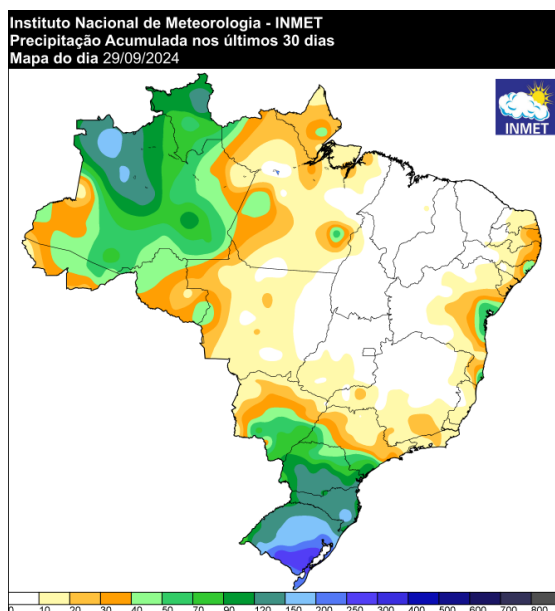 Instituto Nacional de Meteorologia - INMET
Precipitação Acumulada nos últimos 30 dias
Mapa do dia 29/09/2024
INMET
0 10 20 30 40 50 70 90 120 150 200 250 300 400 500 600 700 800